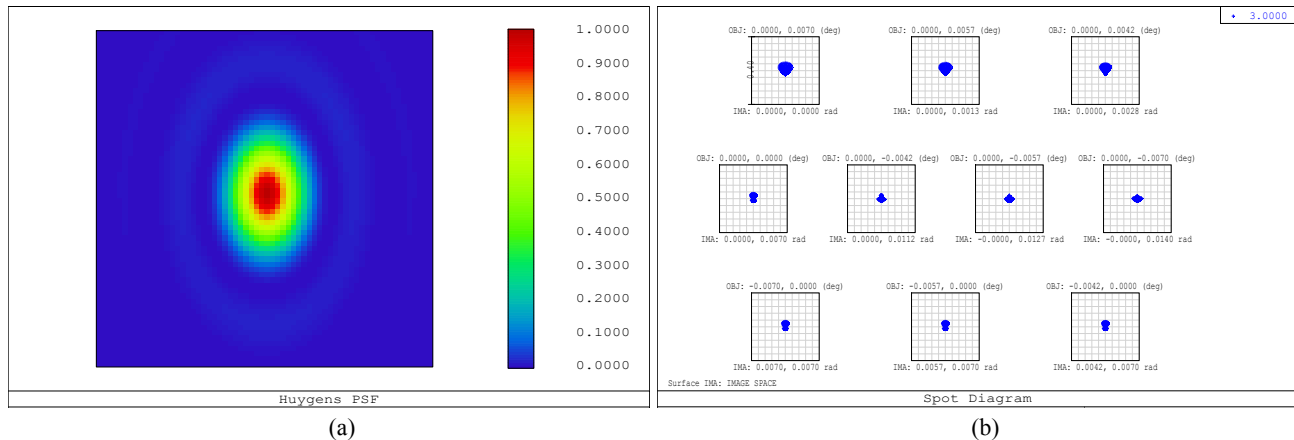 1.0000
0.9000
0.8000
0.7000
0.6000
0.5000
0.4000
0.3000
0.2000
0.1000
0.0000
Huygens PSF
(a)
3.0000
OBJ: 0.0000, 0.0070 (deg)
OBJ: 0.0000, 0.0057 (deg)
OBJ: 0.0000, 0.0042 (deg)
IMA: 0.0000, 0.0000 rad
IMA: 0.0000, 0.0013 rad
IMA: 0.0000, 0.0028 rad
OBJ: 0.0000, 0.0000 (deg)
OBJ: 0.0000, -0.0042 (deg)
OBJ: 0.0000, -0.0057 (deg)
OBJ: 0.0000, -0.0070 (deg)
IMA: 0.0000, 0.0070 rad
IMA: 0.0000, 0.0112 rad
IMA: -0.0000, 0.0127 rad
IMA: -0.0000, 0.0140 rad
OBJ: -0.0070, 0.0000 (deg)
OBJ: -0.0057, 0.0000 (deg)
OBJ: -0.0042, 0.0000 (deg)
IMA: 0.0070, 0.0070 rad
IMA: 0.0057, 0.0070 rad
IMA: 0.0042, 0.0070 rad
Surface IMA: IMAGE SPACE
Spot Diagram
(b)